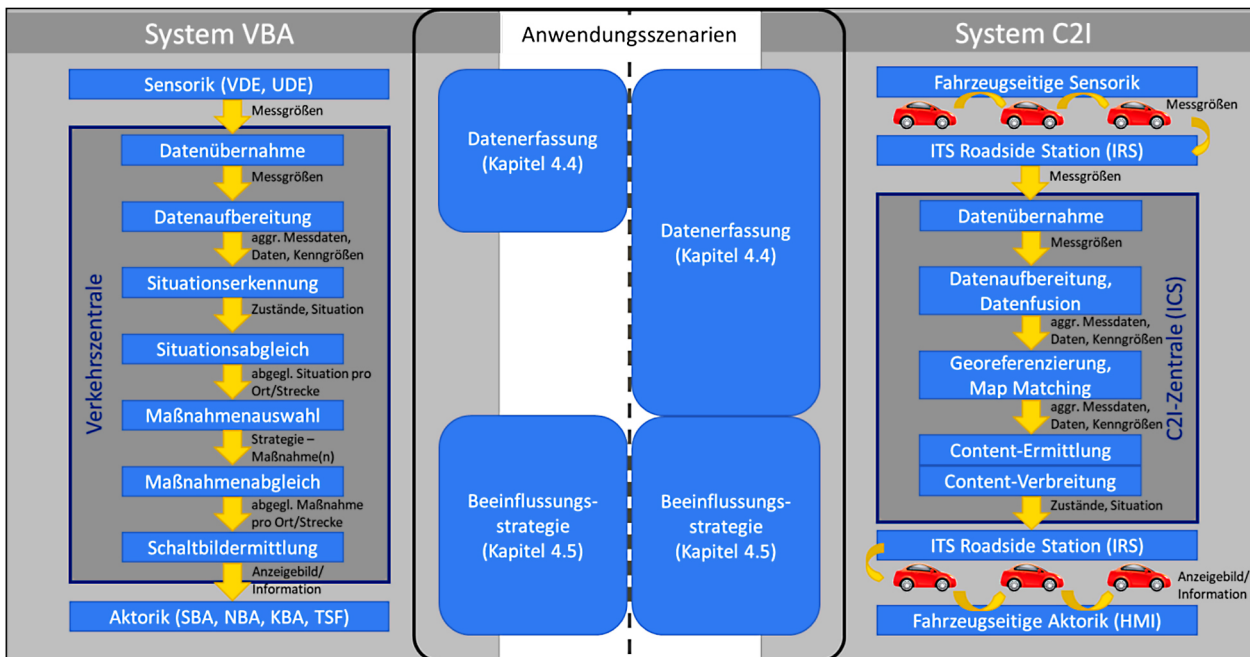 System VBA
Sensorik (VDE, UDE)
Messgrößen
Datenübernahme
Messgrößen
Datenaufbereitung
aggr. Messdaten,
Daten, Kenngrößen
Situationserkennung
Zustände, Situation
Situationsabgleich
abgegl. Situation pro
Ort/Strecke
Maßnahmenauswahl
Strategie –
Maßnahme(n)
Maßnahmenabgleich
abgegl. Maßnahme
pro Ort/Strecke
Schaltbildermittlung
Anzeigebild/
Information
Aktorik (SBA, NBA, KBA, TSF)
Verkehrszentrale
Anwendungsszenarien
Datenerfassung
(Kapitel 4.4)
Datenerfassung
(Kapitel 4.4)
Beeinflussungs-
strategie
(Kapitel 4.5)
Beeinflussungs-
strategie
(Kapitel 4.5)
System C2I
Fahrzeugseitige Sensorik
Messgrößen
ITS Roadside Station (IRS)
Messgrößen
Datenübernahme
Messgrößen
Datenaufbereitung,
Datenfusion
aggr. Messdaten,
Daten, Kenngrößen
Georeferenzierung,
Map Matching
aggr. Messdaten,
Daten, Kenngrößen
Content-Ermittlung
Content-Verbreitung
Zustände, Situation
C2I-Zentrale (ICS)
ITS Roadside Station (IRS)
Anzeigebild/
Information
Fahrzeugseitige Aktorik (HMI)